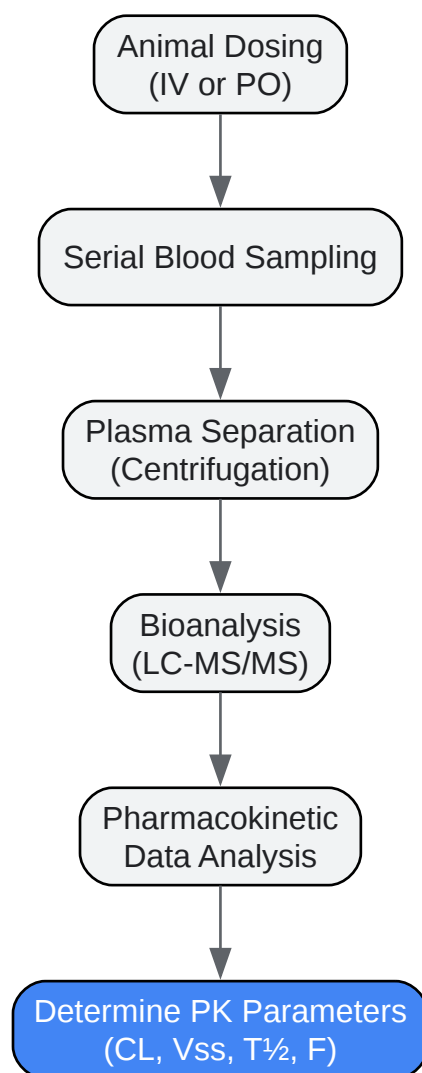 Animal Dosing
(IV or PO)
Serial Blood Sampling
Plasma Separation
(Centrifugation)
Bioanalysis
(LC-MS/MS)
Pharmacokinetic
Data Analysis
Determine PK Parameters
(CL, Vss, T½, F)